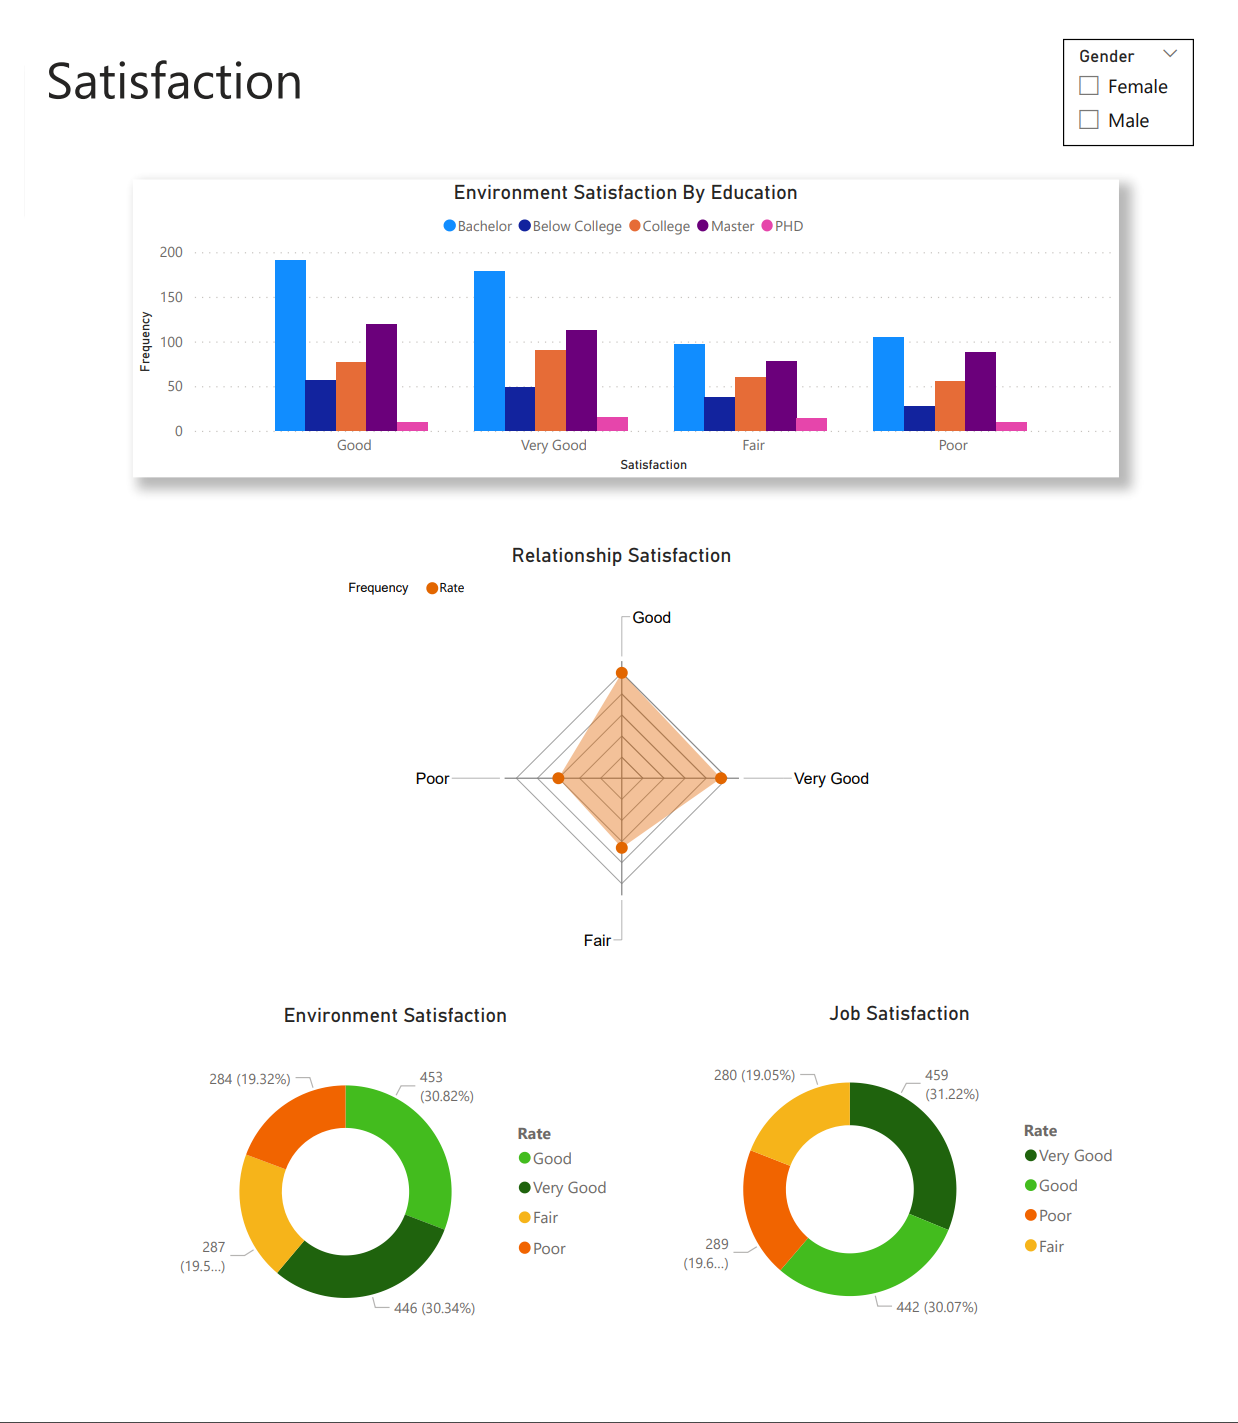 Satisfaction
Gender
Female
Male
Environment Satisfaction By Education
Bachelor Below College College Master PHD
200
150
100
50
0
Frequency
Good Very Good Fair Poor
Satisfaction
Relationship Satisfaction
Frequency Rate
Good
Poor
Very Good
Fair
Environment Satisfaction
284 (19.32%)
453
(30.82%)
287
(19.5...)
446 (30.34%)
Rate
Good
Very Good
Fair
Poor
Job Satisfaction
280 (19.05%)
459
(31.22%)
289
(19.6...)
442 (30.07%)
Rate
Very Good
Good
Poor
Fair